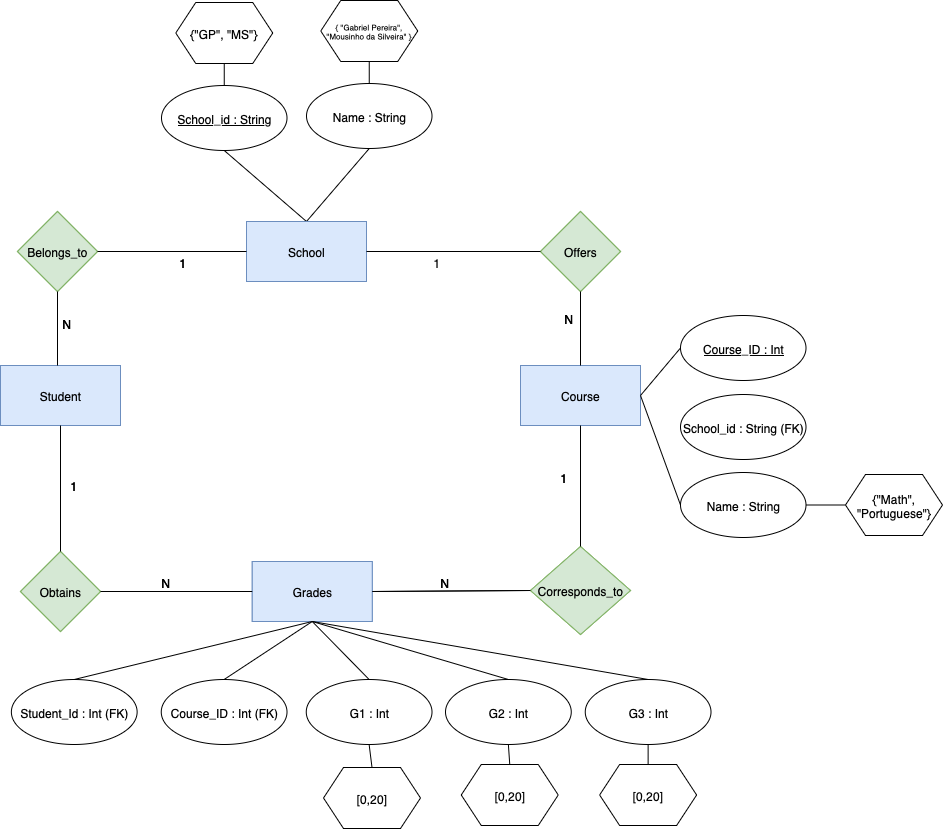 {"GP", "MS"}
{ "Gabriel Pereira",
"Mousinho da Silveira" }
School_id : String
Name : String
Belongs_to
1
School
1
Offers
N
N
Course_ID : Int
Student
Course
School_id : String (FK)
1
1
Name : String
{"Math",
"Portuguese"}
Obtains
N
Grades
N
Corresponds_to
Student_Id : Int (FK)
Course_ID : Int (FK)
G1 : Int
G2 : Int
G3 : Int
[0,20]
[0,20]
[0,20]